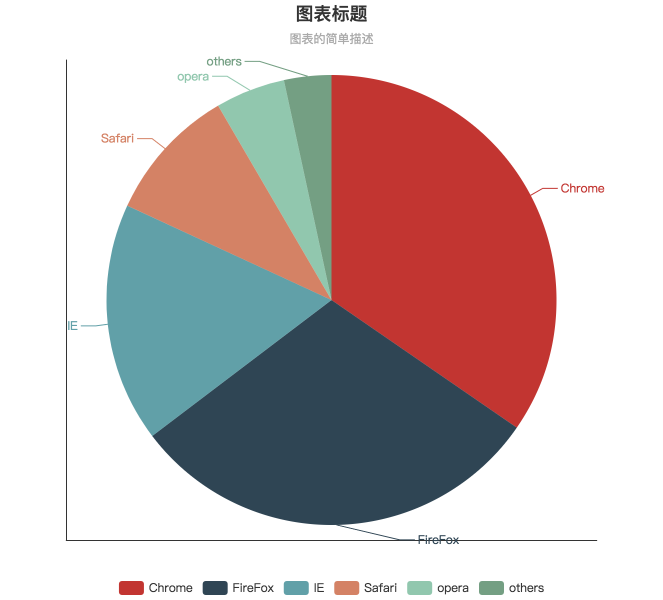 图表标题
图表的简单描述
others
opera
Safari
Chrome
IE
FireFox
Chrome FireFox IE Safari opera others